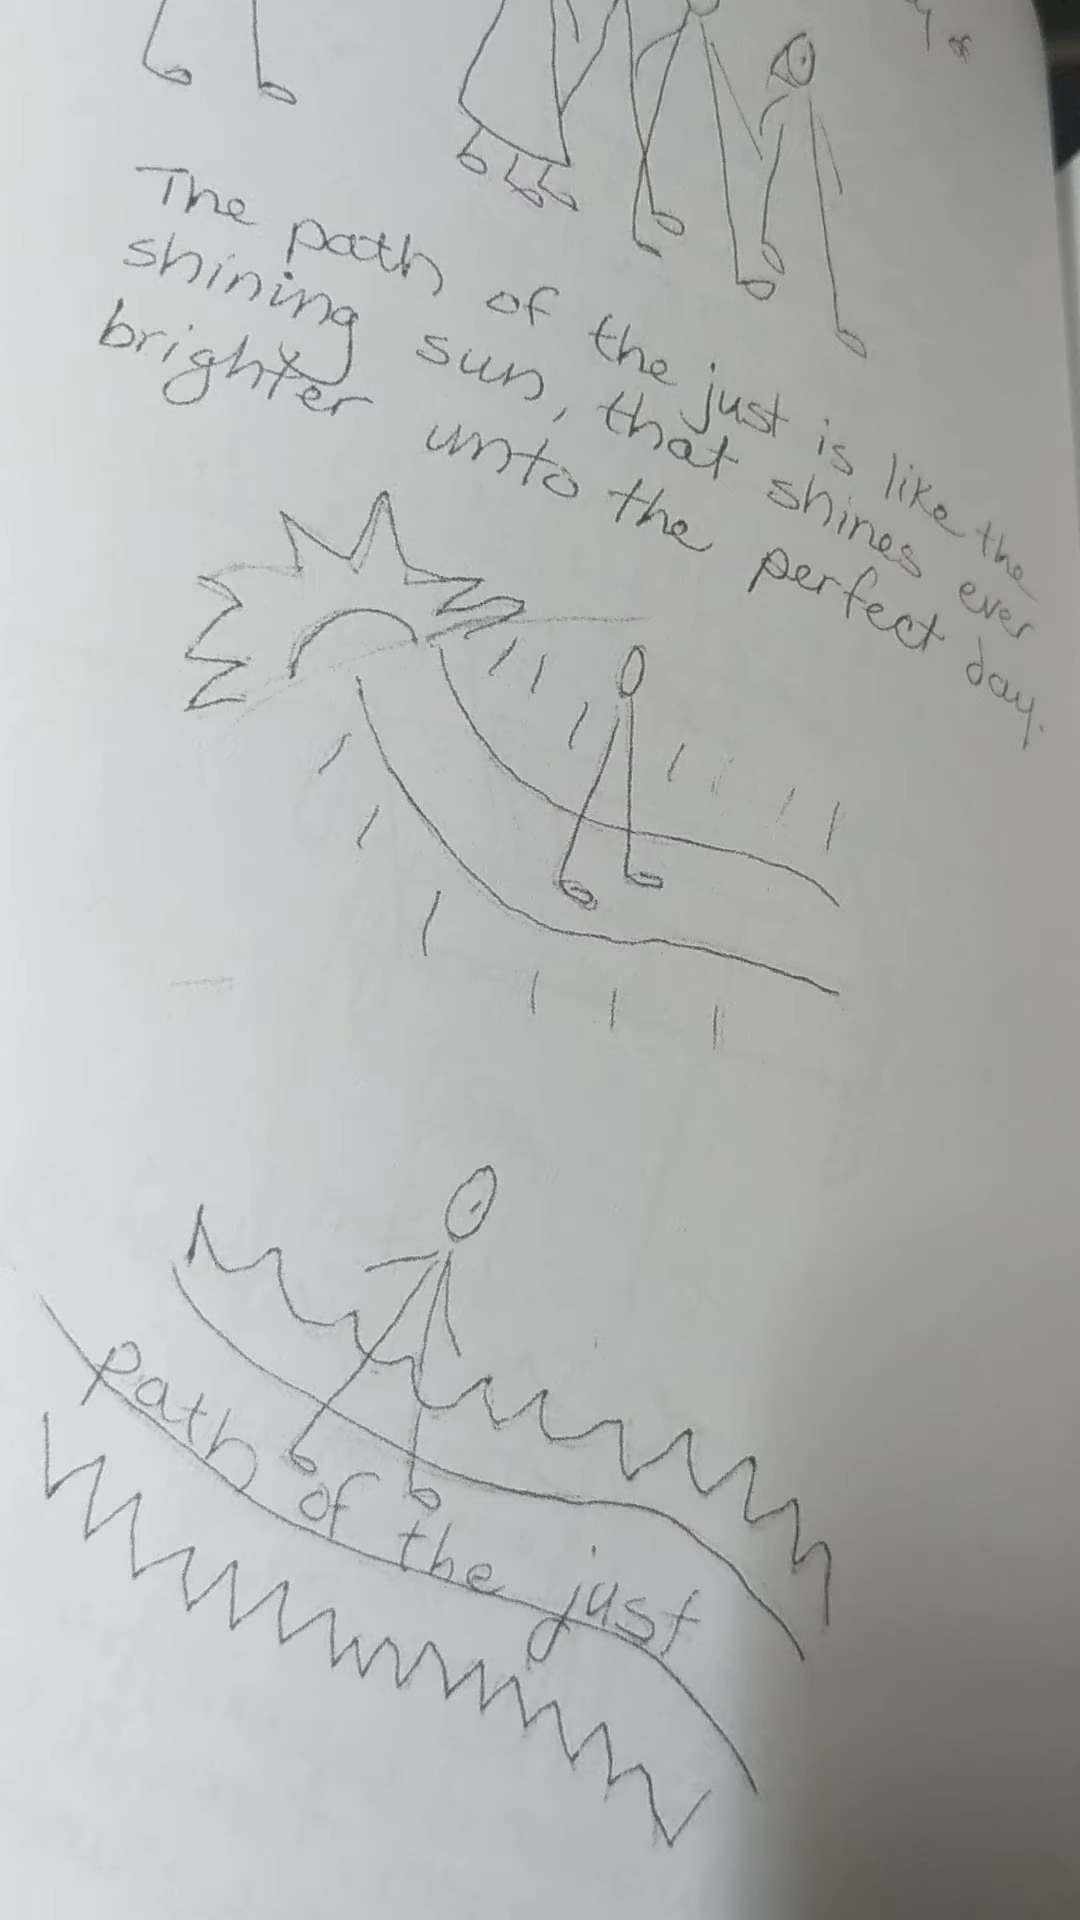 The path of the just is like the
shining sun, that shines ever
brighter unto the perfect day.
path of the just